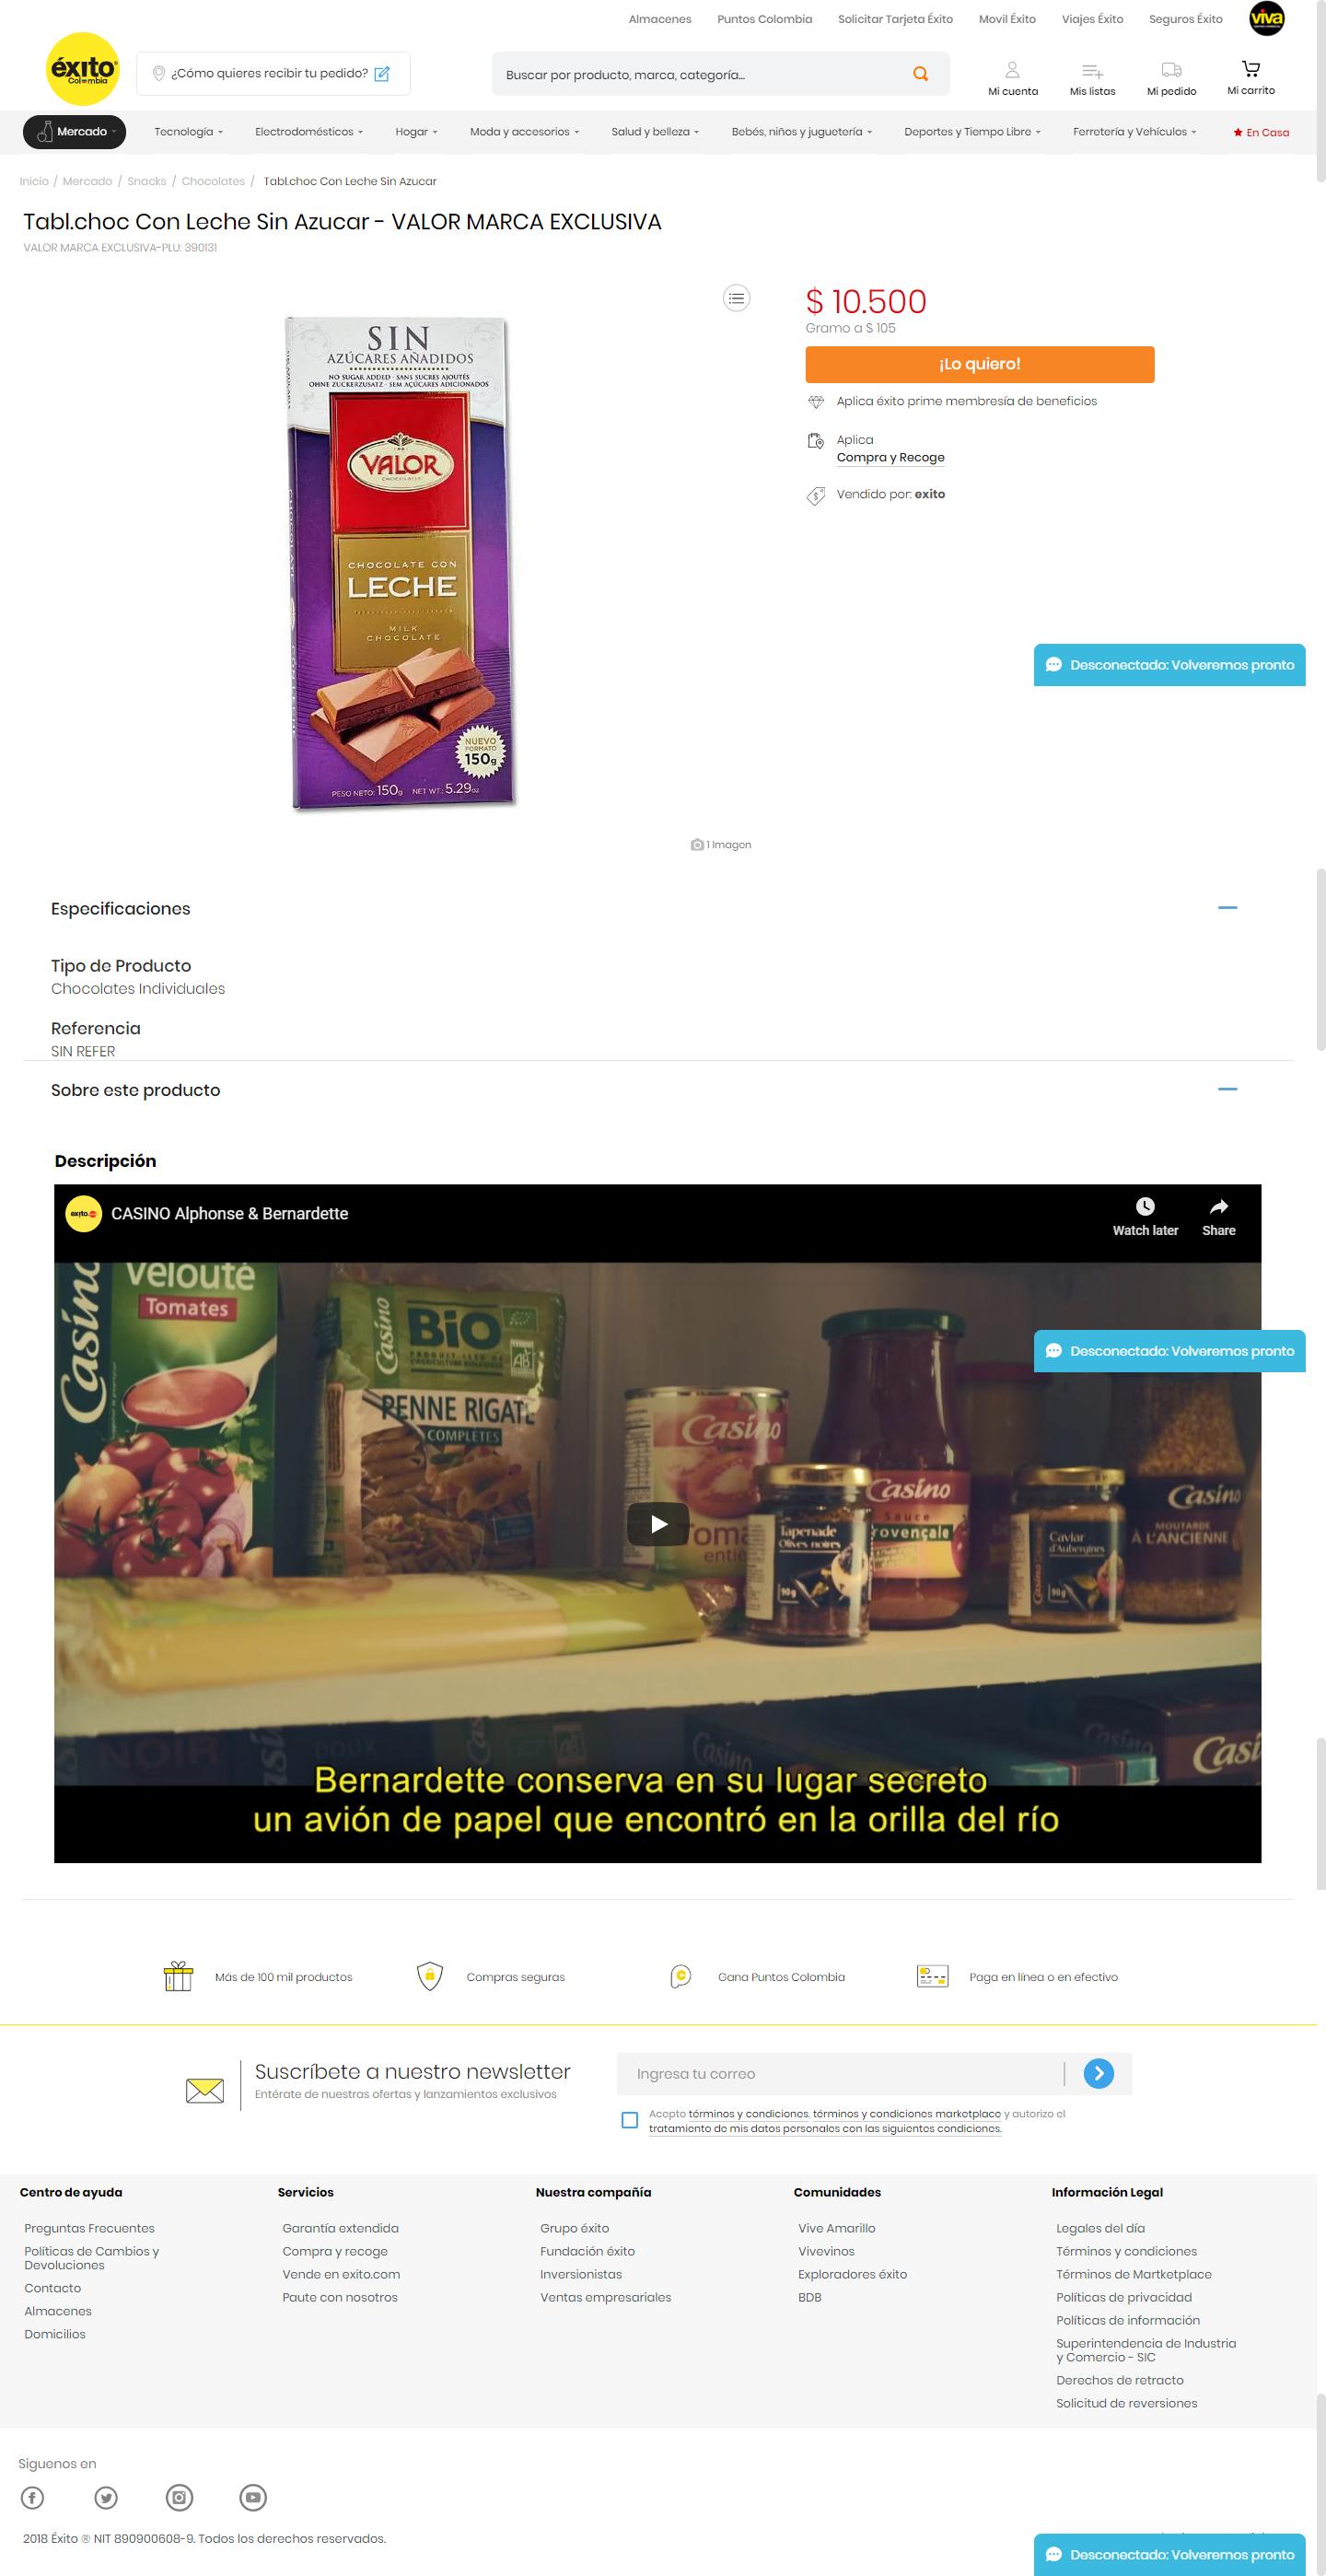 Almacenes Puntos Colombia Solicitar Tarjeta Éxito Movil Éxito Viajes Éxito Seguros Éxito viva
éxito
Colombia
¿Cómo quieres recibir tu pedido?
Buscar por producto, marca, categoría...
Mi cuenta Mis listas Mi pedido Mi carrito
Mercado Tecnología Electrodomésticos Hogar Moda y accesorios Salud y belleza Bebés, niños y juguetería Deportes y Tiempo Libre Ferretería y Vehículos En Casa
Inicio / Mercado / Snacks / Chocolates / Tabl.choc Con Leche Sin Azucar
Tabl.choc Con Leche Sin Azucar - VALOR MARCA EXCLUSIVA
VALOR MARCA EXCLUSIVA-PLU: 390131
SIN
AZÚCARES AÑADIDOS
NO SUGAR ADDED · SANS SUCRES AJOUTÉS
OHNE ZUCKERZUSATZ · SEM AÇÚCARES ADICIONADOS
VALOR
CHOCOLATE CON
LECHE
MILK
CHOCOLATE
NUEVO
FORMATO
150g
PESO NETO: 150g NET WT.: 5.29oz
$ 10.500
Gramo a $ 105
¡Lo quiero!
Aplica éxito prime membresía de beneficios
Aplica
Compra y Recoge
Vendido por: exito
Desconectado: Volveremos pronto
1 Imagen
Especificaciones
Tipo de Producto
Chocolates Individuales
Referencia
SIN REFER
Sobre este producto
Descripción
CASINO Alphonse & Bernardette
Watch later Share
Velouté
Tomates
Casino
Casino
BIO
AB
PENNE RIGATE
COMPLÈTES
Casino
Tapenade
Olives noires
90g
Casino
Sauce
Provençale
Caviar
d'Aubergines
Casino
90g
Casino
MOUTARDE
À L'ANCIENNE
Desconectado: Volveremos pronto
NOIR
DOUX
Casino
Casino
Casi
Bernardette conserva en su lugar secreto
un avión de papel que encontró en la orilla del río
Más de 100 mil productos Compras seguras Gana Puntos Colombia Paga en línea o en efectivo
Suscríbete a nuestro newsletter
Entérate de nuestras ofertas y lanzamientos exclusivos
Ingresa tu correo
Acepto términos y condiciones, términos y condiciones marketplace y autorizo el
tratamiento de mis datos personales con las siguientes condiciones.
Centro de ayuda
Preguntas Frecuentes
Políticas de Cambios y
Devoluciones
Contacto
Almacenes
Domicilios
Servicios
Garantía extendida
Compra y recoge
Vende en exito.com
Paute con nosotros
Nuestra compañía
Grupo éxito
Fundación éxito
Inversionistas
Ventas empresariales
Comunidades
Vive Amarillo
Vivevinos
Exploradores éxito
BDB
Información Legal
Legales del día
Términos y condiciones
Términos de Martketplace
Políticas de privacidad
Políticas de información
Superintendencia de Industria
y Comercio - SIC
Derechos de retracto
Solicitud de reversiones
Siguenos en
2018 Éxito ® NIT 890900608-9. Todos los derechos reservados.
Desconectado: Volveremos pronto